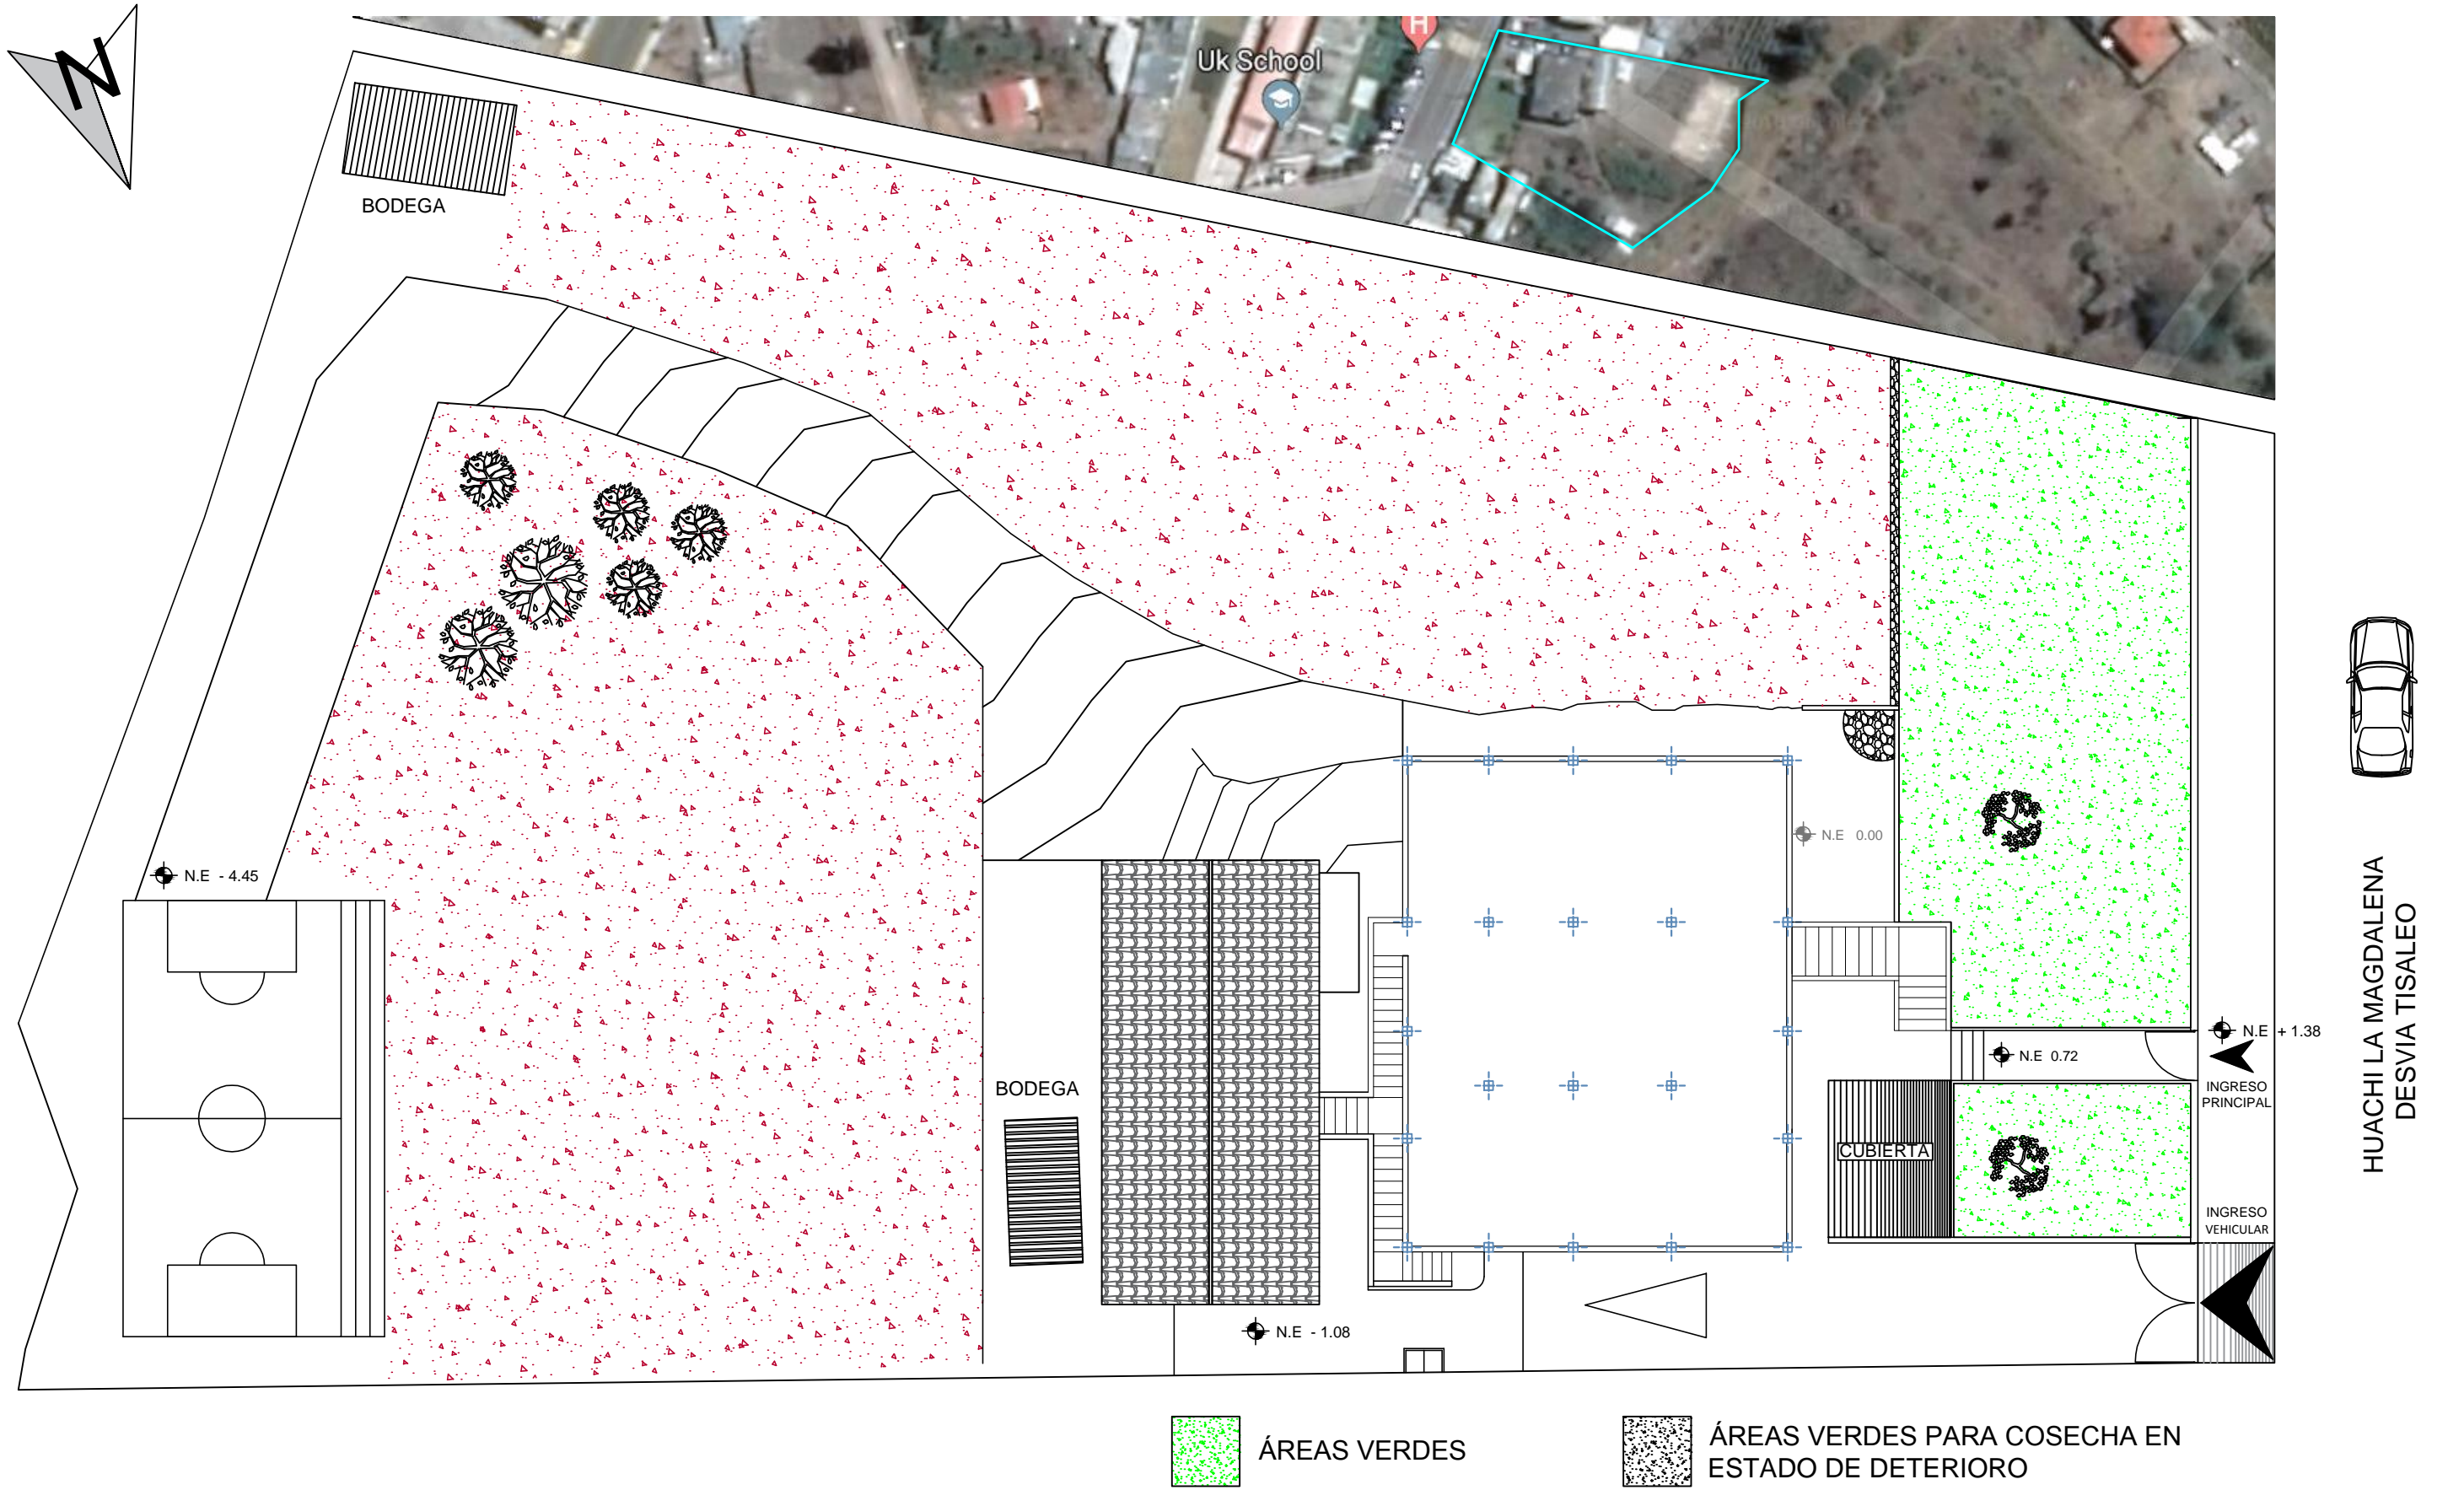 N
Uk School
H
BODEGA
N.E - 4.45
N.E 0.00
N.E + 1.38
N.E 0.72
INGRESO
PRINCIPAL
BODEGA
CUBIERTA
INGRESO
VEHICULAR
N.E - 1.08
HUACHI LA MAGDALENA
DESVIA TISALEO
ÁREAS VERDES
ÁREAS VERDES PARA COSECHA EN
ESTADO DE DETERIORO